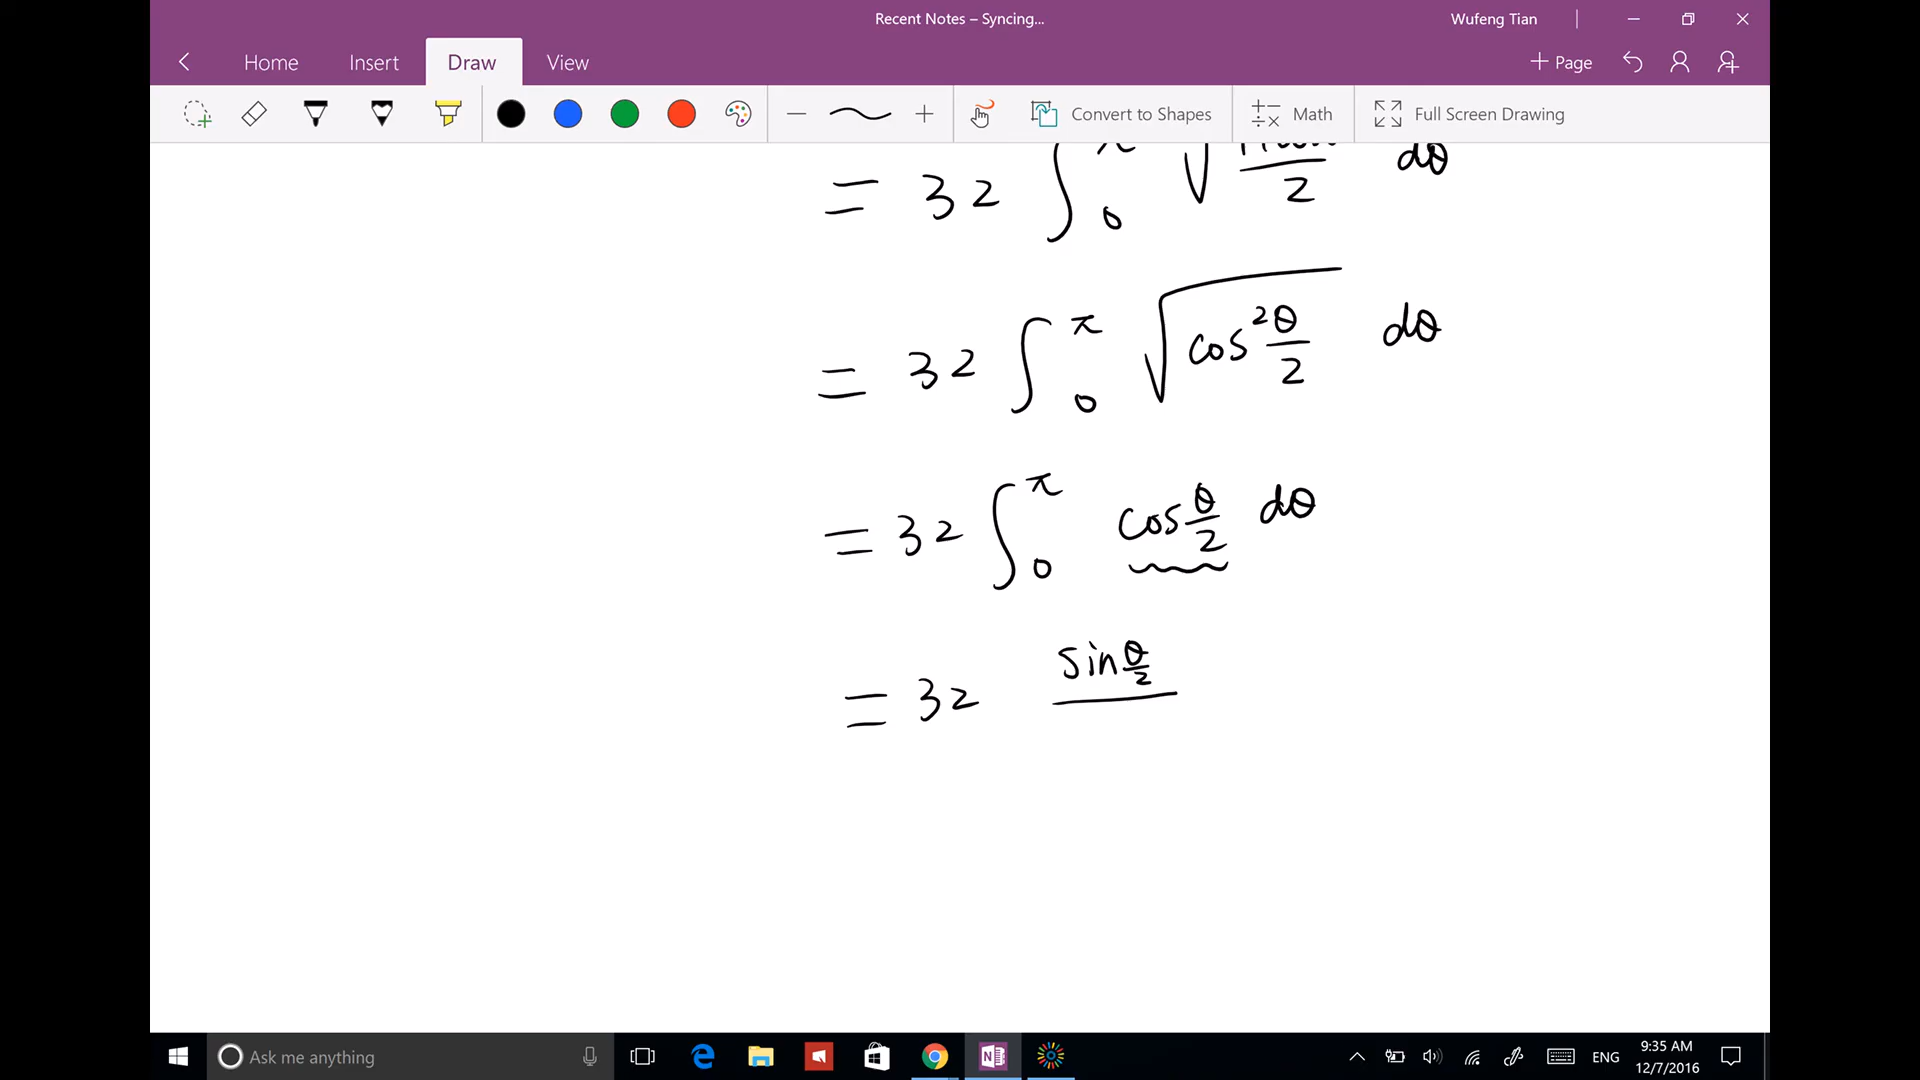 Recent Notes – Syncing...
Wufeng Tian
Home Insert Draw View
+ Page
Convert to Shapes
Math
Full Screen Drawing
= 32 ∫₀^π √ /2 dθ
= 32 ∫₀^π √(cos² θ/2) dθ
= 32 ∫₀^π cos θ/2 dθ
= 32 sin θ/2
Ask me anything
ENG
9:35 AM
12/7/2016